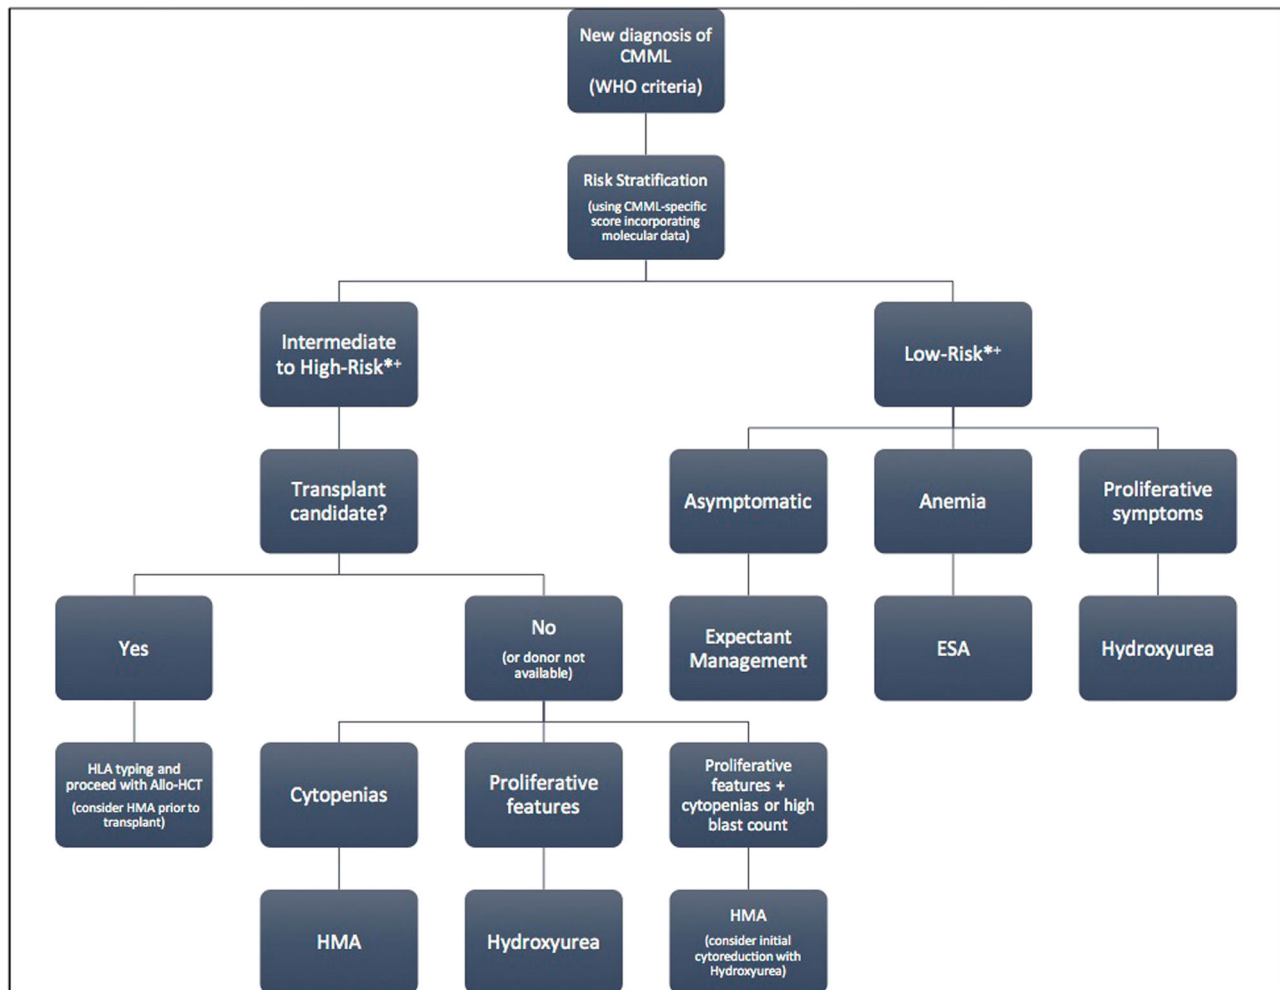 New diagnosis of
CMML
(WHO criteria)
Risk Stratification
(using CMML-specific
score incorporating
molecular data)
Intermediate
to High-Risk*+
Low-Risk*+
Transplant
candidate?
Asymptomatic
Anemia
Proliferative
symptoms
Yes
No
(or donor not
available)
Expectant
Management
ESA
Hydroxyurea
HLA typing and
proceed with Allo-HCT
(consider HMA prior to
transplant)
Cytopenias
Proliferative
features
Proliferative
features +
cytopenias or high
blast count
HMA
Hydroxyurea
HMA
(consider initial
cytoreduction with
Hydroxyurea)